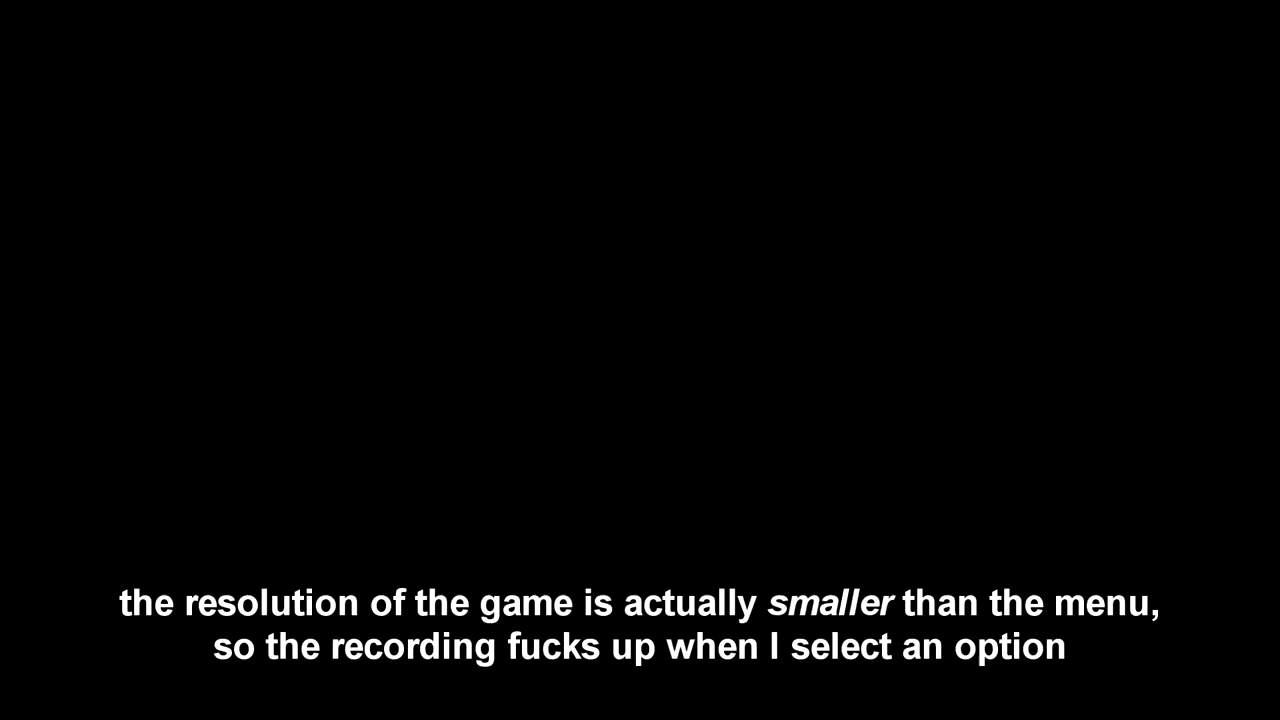 the resolution of the game is actually smaller than the menu,
so the recording fucks up when I select an option